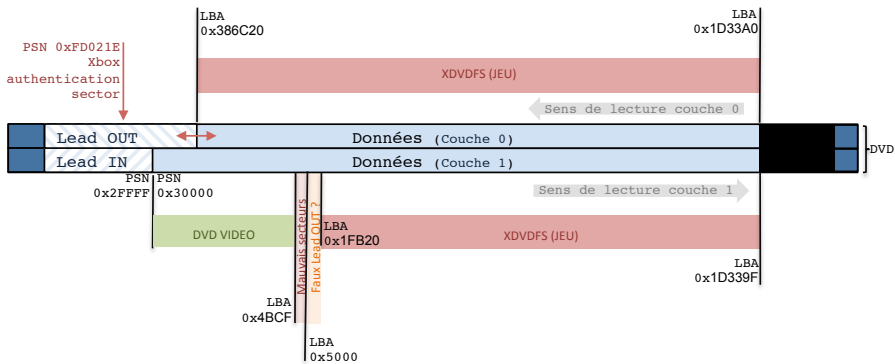 LBA
0x386C20
LBA
0x1D33A0
PSN 0xFD021E
Xbox
authentication
sector
XDVDFS (JEU)
Sens de lecture couche 0
Lead OUT
Données (Couche 0)
Lead IN
Données (Couche 1)
DVD
PSN
0x2FFFF
PSN
0x30000
Sens de lecture couche 1
DVD VIDEO
Mauvais secteurs
Faux Lead OUT ?
LBA
0x1FB20
XDVDFS (JEU)
LBA
0x4BCF
LBA
0x1D339F
LBA
0x5000